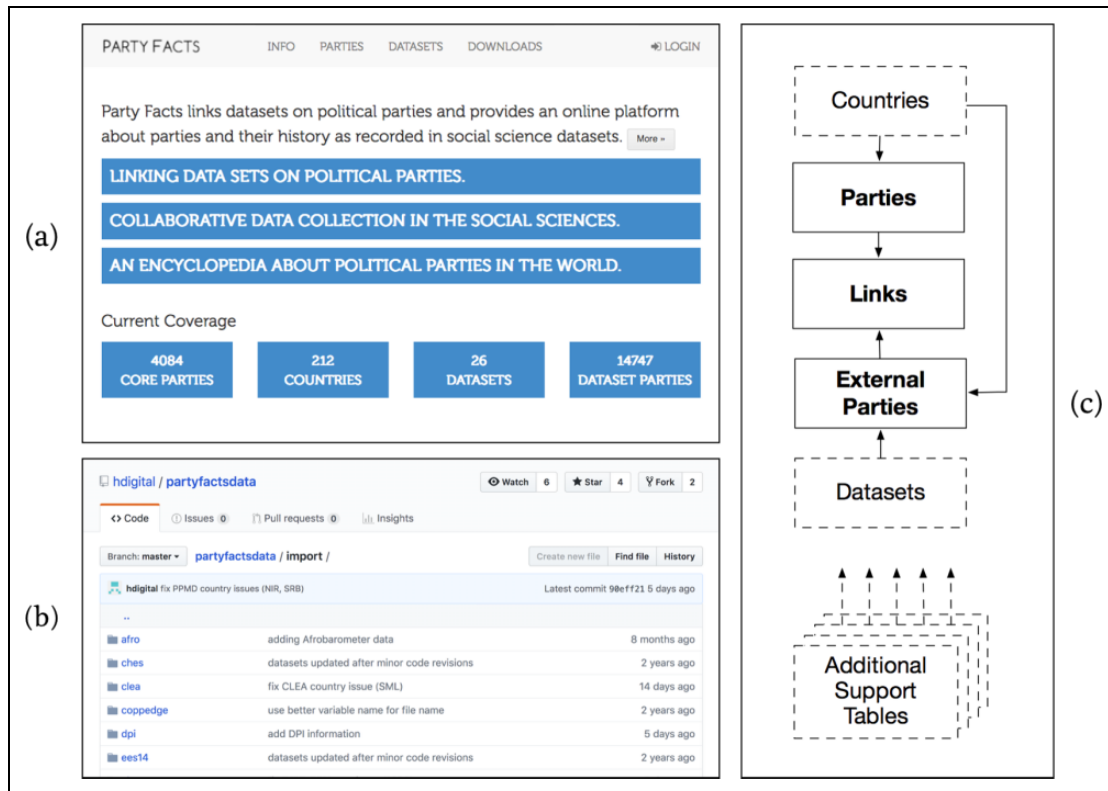 (a)
PARTY FACTS INFO PARTIES DATASETS DOWNLOADS LOGIN
Party Facts links datasets on political parties and provides an online platform
about parties and their history as recorded in social science datasets. More »
LINKING DATA SETS ON POLITICAL PARTIES.
COLLABORATIVE DATA COLLECTION IN THE SOCIAL SCIENCES.
AN ENCYCLOPEDIA ABOUT POLITICAL PARTIES IN THE WORLD.
Current Coverage
4084 212 26 14747
CORE PARTIES COUNTRIES DATASETS DATASET PARTIES
(b)
hdigital / partyfactsdata Watch 6 Star 4 Fork 2
<> Code Issues 0 Pull requests 0 Insights
Branch: master partyfactsdata / import / Create new file Find file History
hdigital fix PPMD country issues (NIR, SRB) Latest commit 90eff21 5 days ago
..
afro adding Afrobarometer data 8 months ago
ches datasets updated after minor code revisions 2 years ago
clea fix CLEA country issue (SML) 14 days ago
coppedge use better variable name for file name 2 years ago
dpi add DPI information 5 days ago
ees14 datasets updated after minor code revisions 2 years ago
(c)
Countries
Parties
Links
External
Parties
Datasets
Additional
Support
Tables